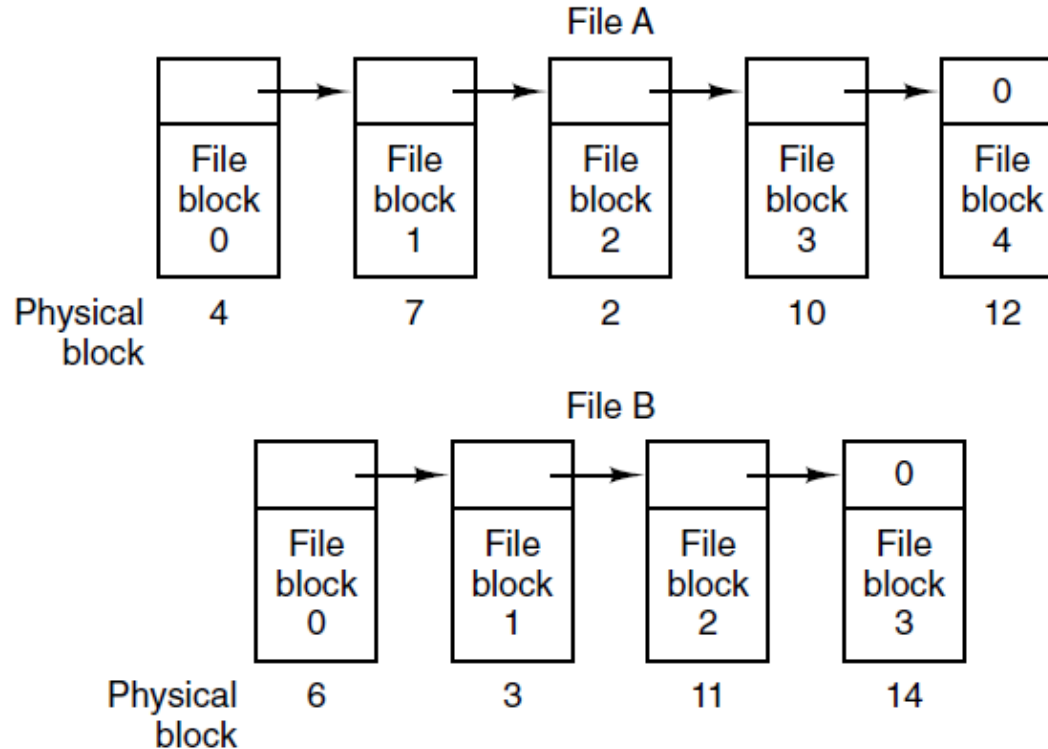 File A
0
File File File File File
block block block block block
0 1 2 3 4
Physical 4 7 2 10 12
block
File B
0
File File File File
block block block block
0 1 2 3
Physical 6 3 11 14
block